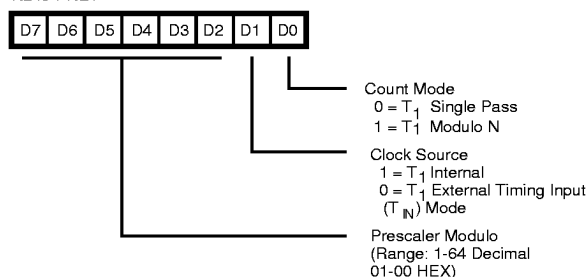 D7 D6 D5 D4 D3 D2 D1 D0
Count Mode
0 = T1 Single Pass
1 = T1 Modulo N
Clock Source
1 = T1 Internal
0 = T1 External Timing Input
(TIN) Mode
Prescaler Modulo
(Range: 1-64 Decimal
01-00 HEX)